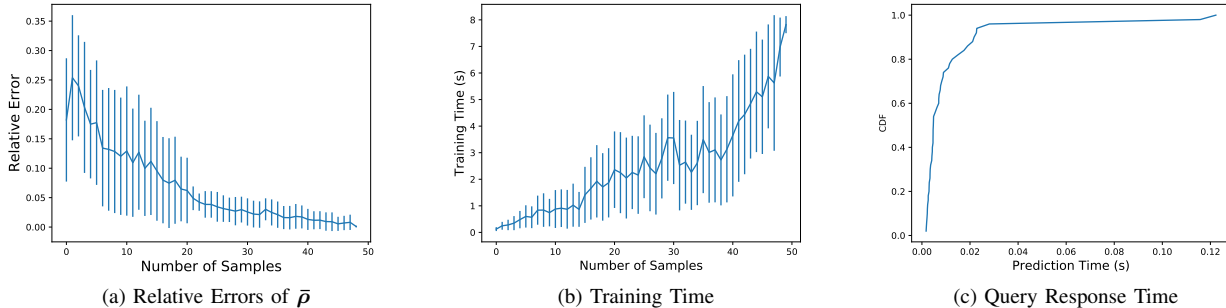 0.35
0.30
0.25
0.20
0.15
0.10
0.05
0.00
Relative Error
0 10 20 30 40 50
Number of Samples
(a) Relative Errors of ρ̄
8
7
6
5
4
3
2
1
0
Training Time (s)
0 10 20 30 40 50
Number of Samples
(b) Training Time
1.0
0.8
0.6
0.4
0.2
0.0
CDF
0.00 0.02 0.04 0.06 0.08 0.10 0.12
Prediction Time (s)
(c) Query Response Time